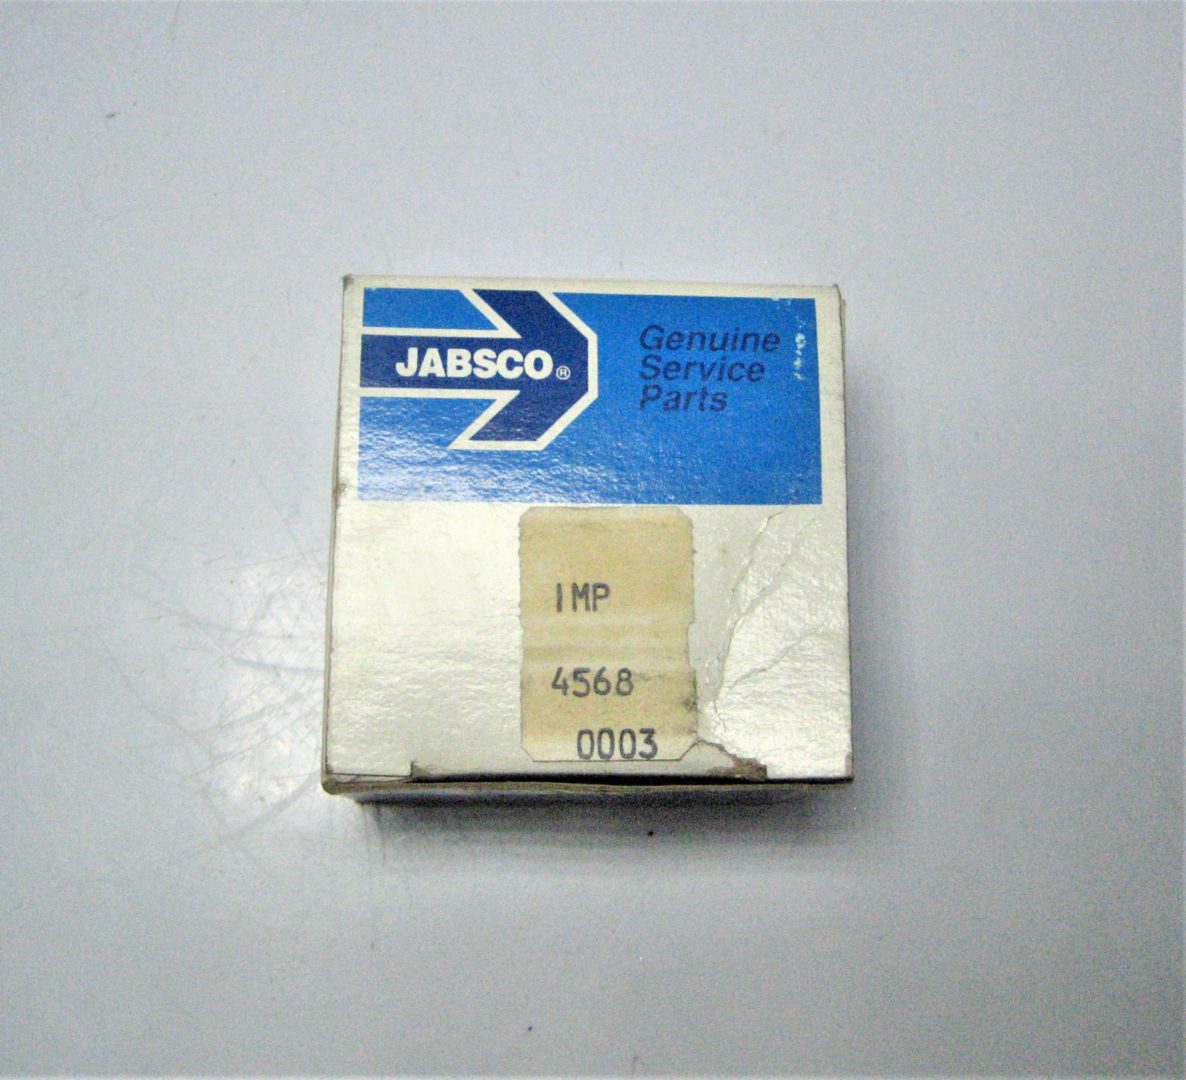 JABSCO®
Genuine
Service
Parts
IMP
4568
0003